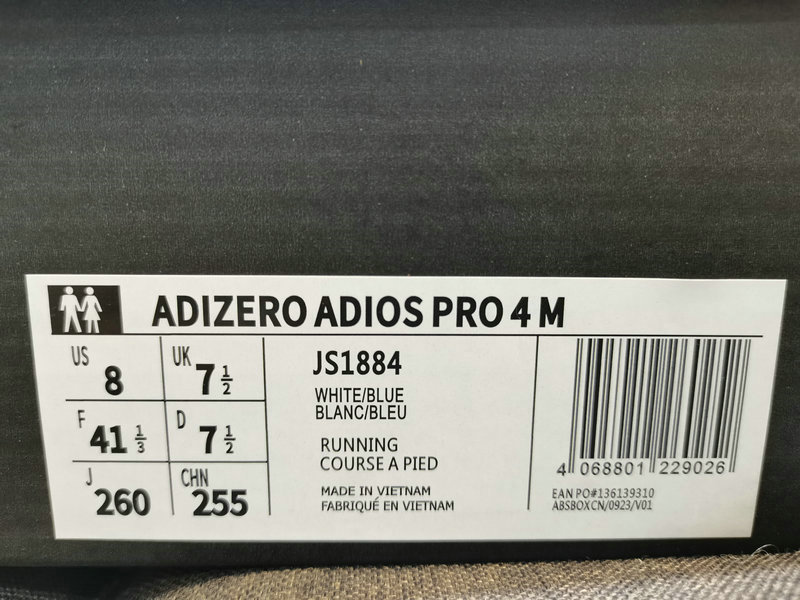 ADIZERO ADIOS PRO 4 M
US 8
UK 7 1/2
F 41 1/3
D 7 1/2
J 260
CHN 255
JS1884
WHITE/BLUE
BLANC/BLEU
RUNNING
COURSE A PIED
MADE IN VIETNAM
FABRIQUÉ EN VIETNAM
4 068801 229026
EAN PO#136139310
ABSBOXCN/0923/V01